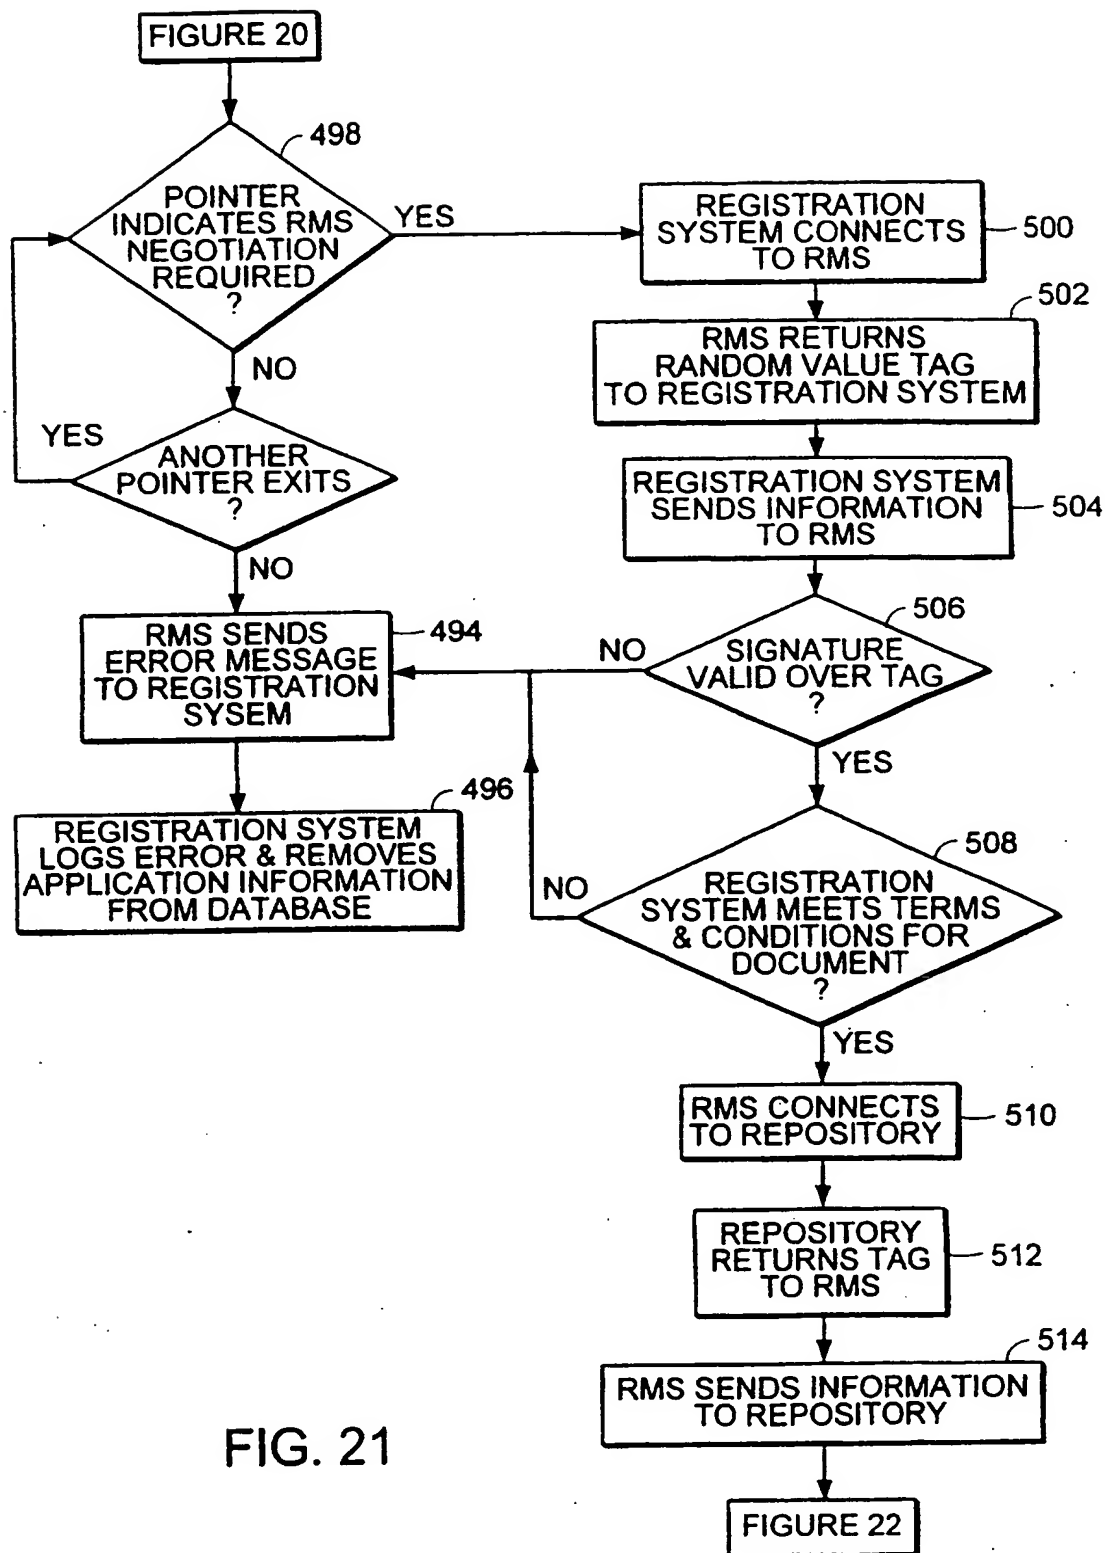 FIGURE 20
498
POINTER
INDICATES RMS
NEGOTIATION
REQUIRED
?
YES
NO
YES
ANOTHER
POINTER EXITS
?
NO
RMS SENDS
ERROR MESSAGE
TO REGISTRATION
SYSEM
494
496
REGISTRATION SYSTEM
LOGS ERROR & REMOVES
APPLICATION INFORMATION
FROM DATABASE
REGISTRATION
SYSTEM CONNECTS
TO RMS
500
502
RMS RETURNS
RANDOM VALUE TAG
TO REGISTRATION SYSTEM
REGISTRATION SYSTEM
SENDS INFORMATION
TO RMS
504
506
SIGNATURE
VALID OVER TAG
?
NO
YES
508
REGISTRATION
SYSTEM MEETS TERMS
& CONDITIONS FOR
DOCUMENT
?
NO
YES
RMS CONNECTS
TO REPOSITORY
510
REPOSITORY
RETURNS TAG
TO RMS
512
514
RMS SENDS INFORMATION
TO REPOSITORY
FIGURE 22
FIG. 21